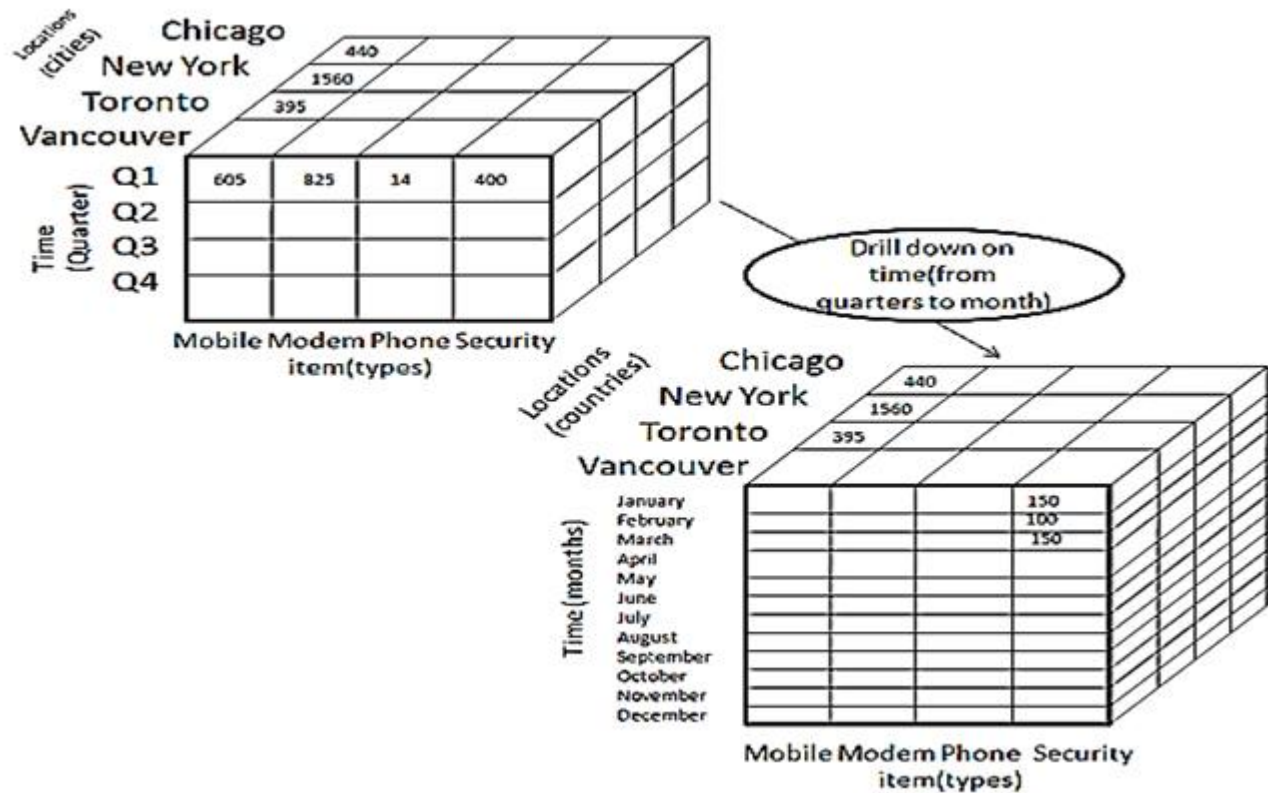 Locations
(cities)
Chicago
New York
Toronto
Vancouver
440
1560
395
Time
(Quarter)
Q1
Q2
Q3
Q4
605 825 14 400
Mobile Modem Phone Security
item(types)
Drill down on
time(from
quarters to month)
Locations
(countries)
Chicago
New York
Toronto
Vancouver
440
1560
395
Time(months)
January 150
February 100
March 150
April
May
June
July
August
September
October
November
December
Mobile Modem Phone Security
item(types)